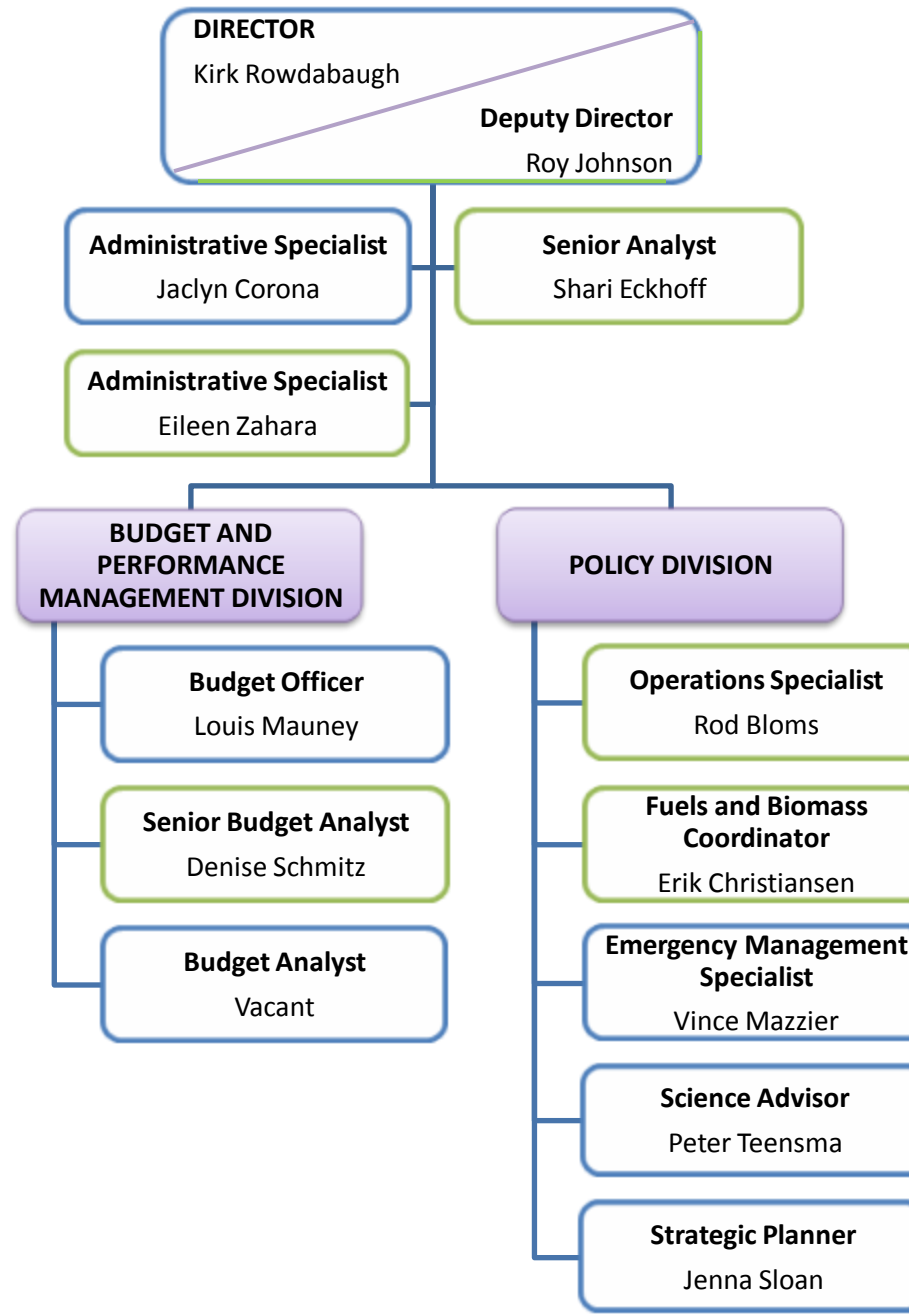 DIRECTOR
Kirk Rowdabaugh
Deputy Director
Roy Johnson
Administrative Specialist
Jaclyn Corona
Senior Analyst
Shari Eckhoff
Administrative Specialist
Eileen Zahara
BUDGET AND
PERFORMANCE
MANAGEMENT DIVISION
Budget Officer
Louis Mauney
Senior Budget Analyst
Denise Schmitz
Budget Analyst
Vacant
POLICY DIVISION
Operations Specialist
Rod Bloms
Fuels and Biomass
Coordinator
Erik Christiansen
Emergency Management
Specialist
Vince Mazzier
Science Advisor
Peter Teensma
Strategic Planner
Jenna Sloan